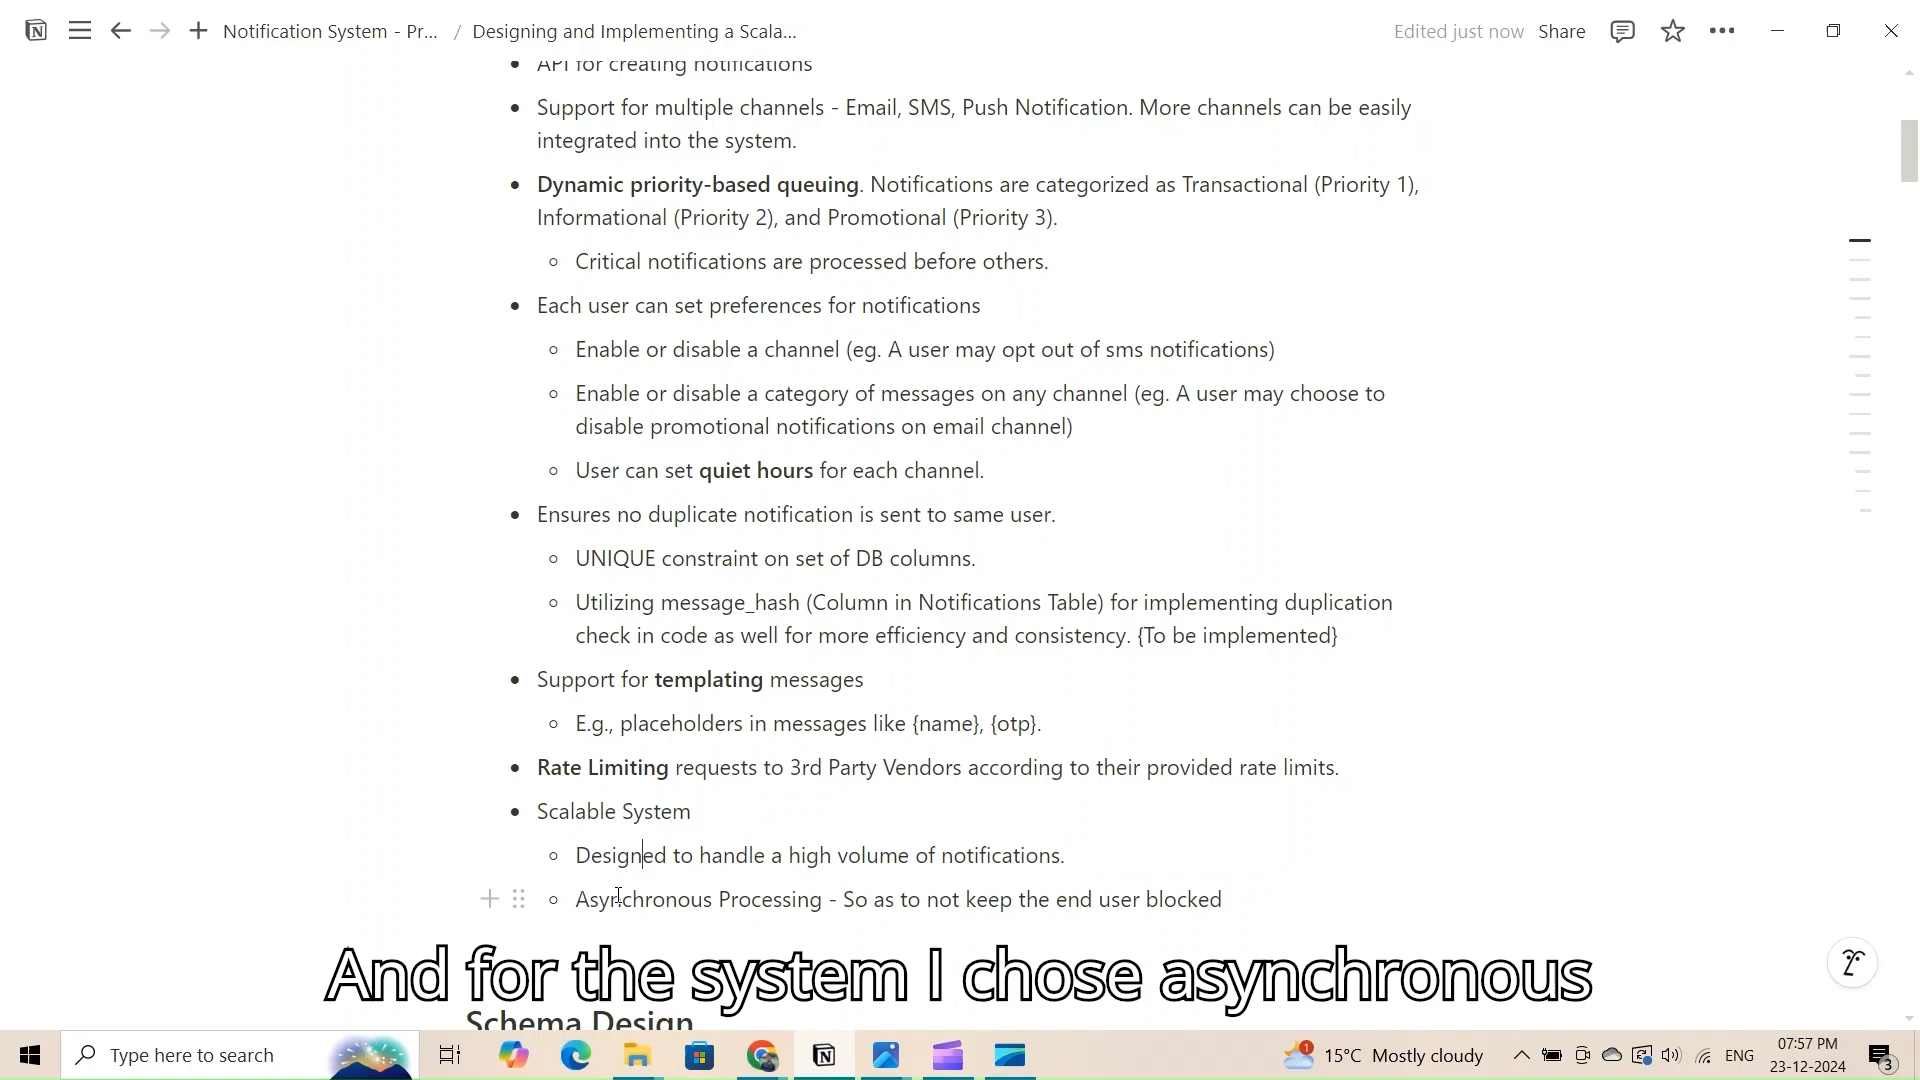 Notification System - Pr... / Designing and Implementing a Scala... Edited just now Share
API for creating notifications
Support for multiple channels - Email, SMS, Push Notification. More channels can be easily
integrated into the system.
Dynamic priority-based queuing. Notifications are categorized as Transactional (Priority 1),
Informational (Priority 2), and Promotional (Priority 3).
Critical notifications are processed before others.
Each user can set preferences for notifications
Enable or disable a channel (eg. A user may opt out of sms notifications)
Enable or disable a category of messages on any channel (eg. A user may choose to
disable promotional notifications on email channel)
User can set quiet hours for each channel.
Ensures no duplicate notification is sent to same user.
UNIQUE constraint on set of DB columns.
Utilizing message_hash (Column in Notifications Table) for implementing duplication
check in code as well for more efficiency and consistency. {To be implemented}
Support for templating messages
E.g., placeholders in messages like {name}, {otp}.
Rate Limiting requests to 3rd Party Vendors according to their provided rate limits.
Scalable System
Designed to handle a high volume of notifications.
Asynchronous Processing - So as to not keep the end user blocked
And for the system I chose asynchronous
Schema Design
Type here to search 1 15°C Mostly cloudy ENG 07:57 PM
23-12-2024 3